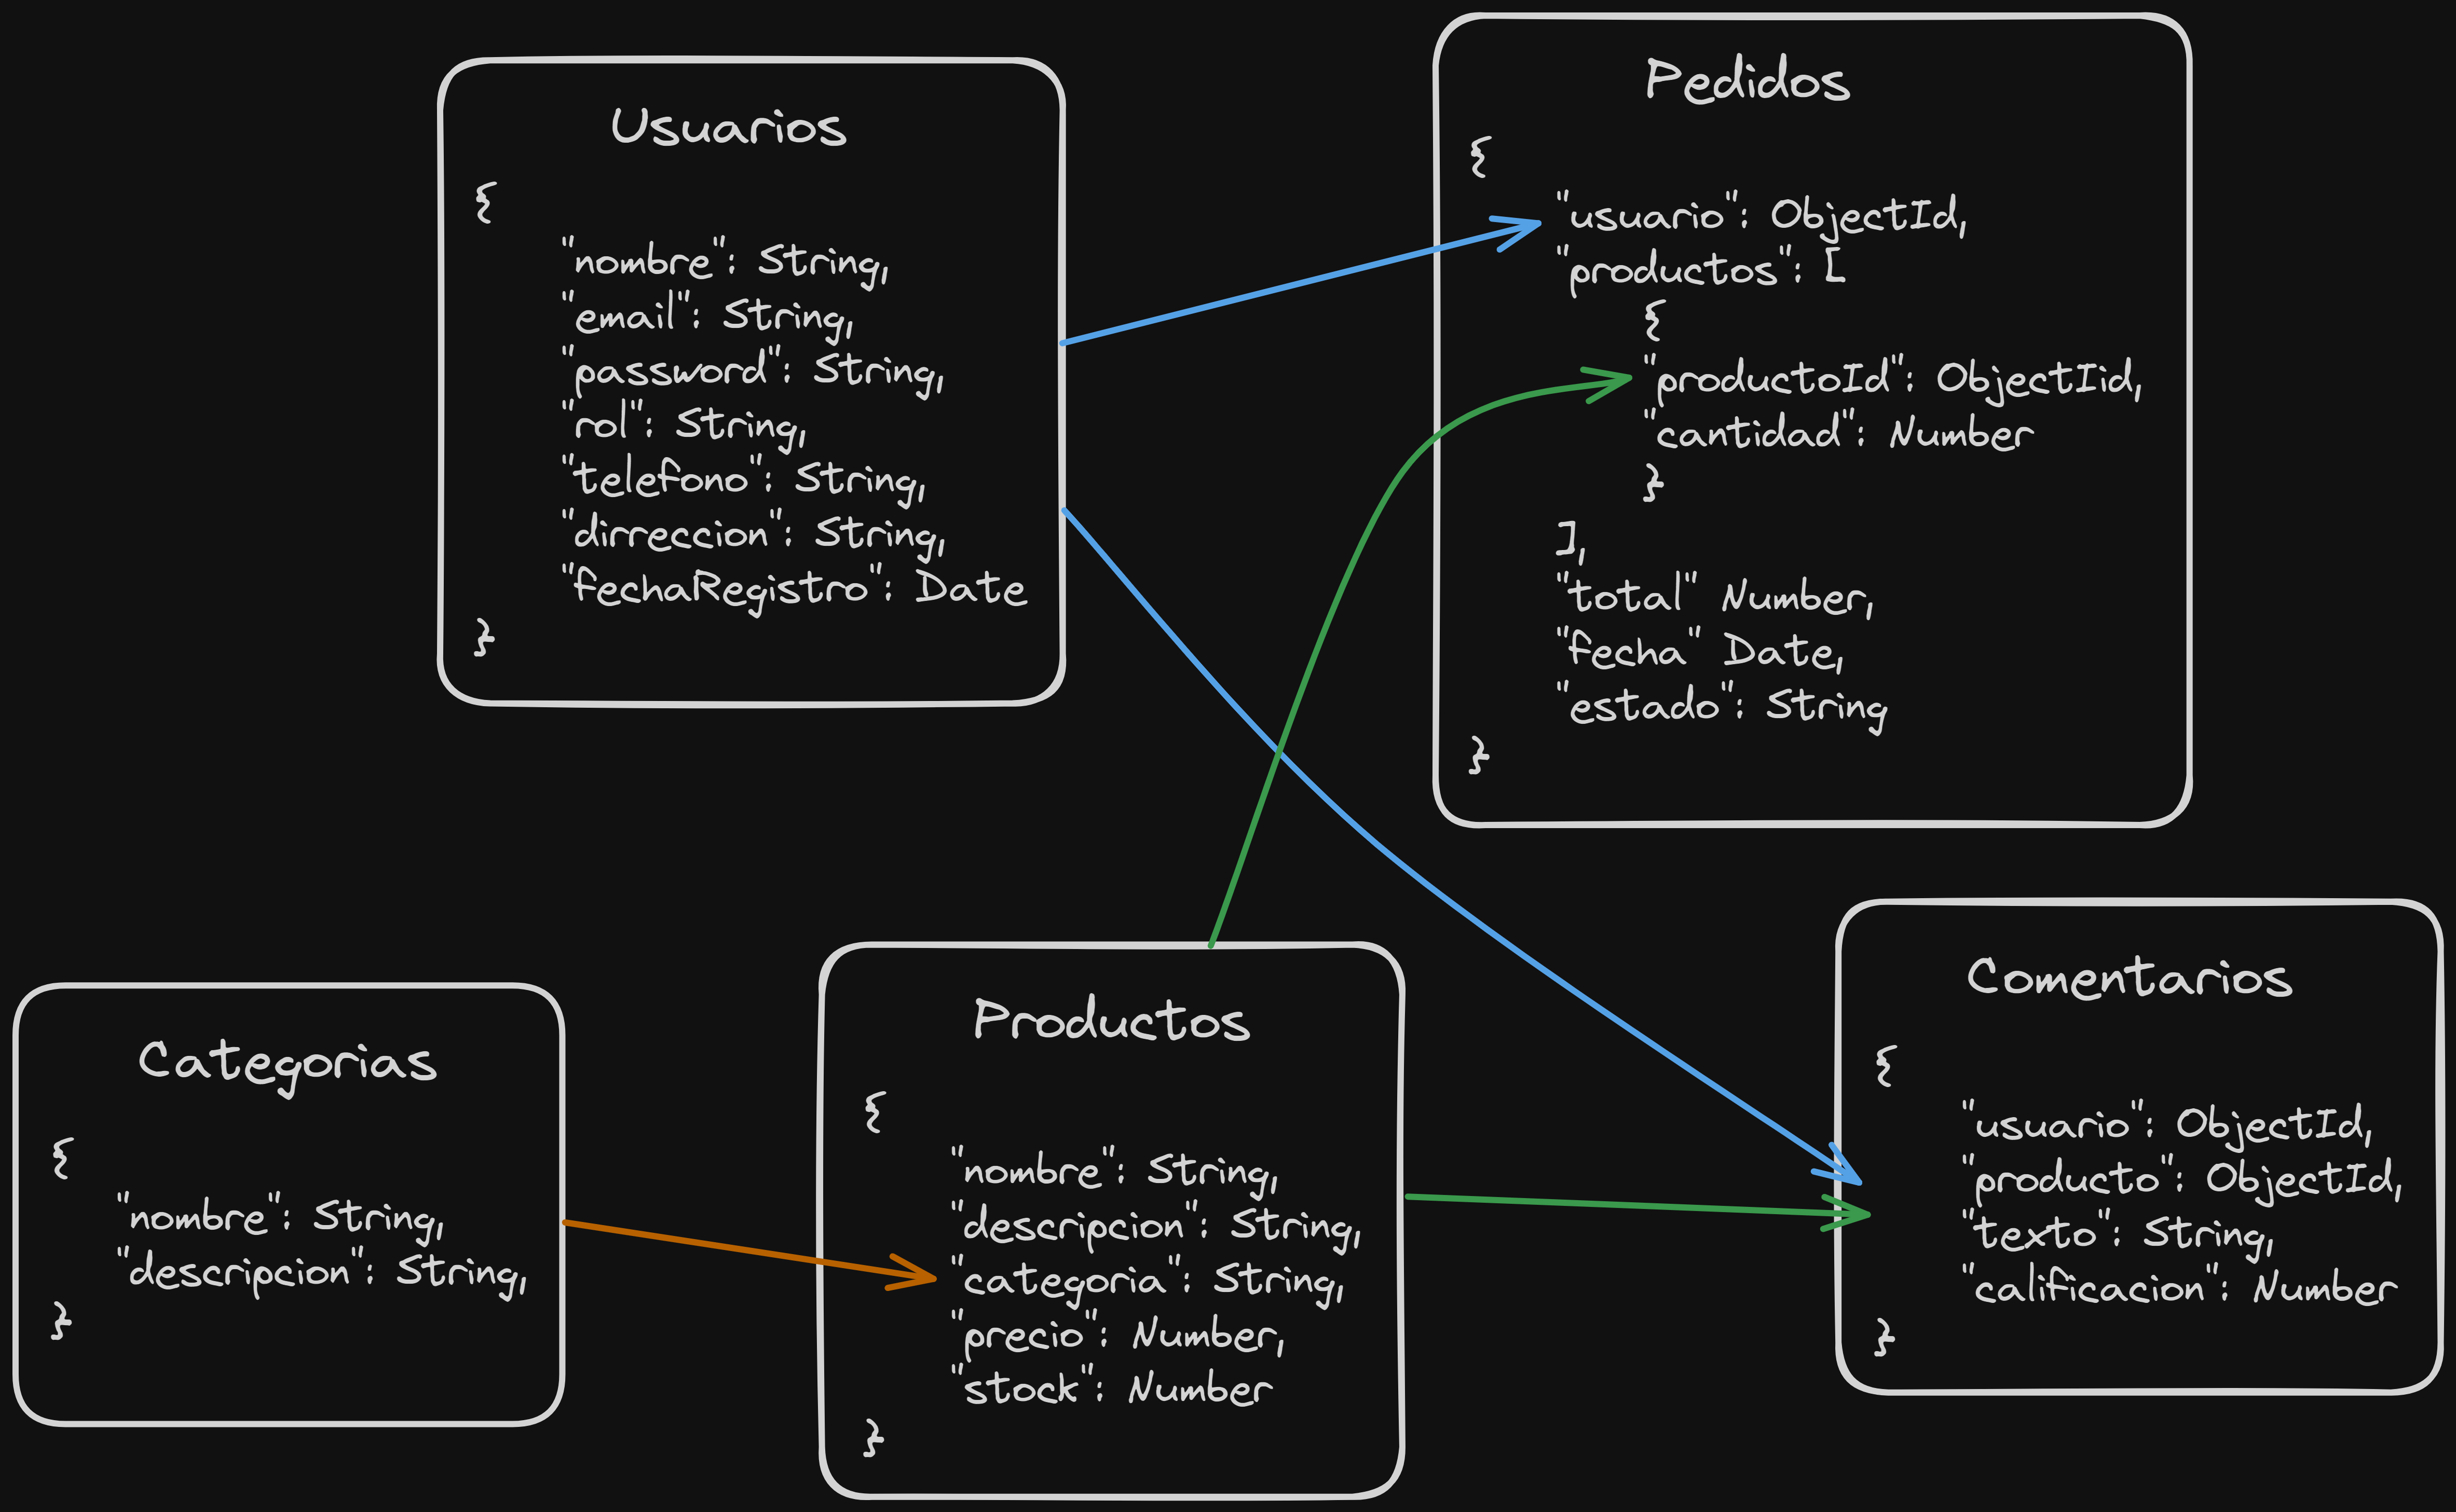 Usuarios
{
"nombre": String,
"email": String,
"password": String,
"rol": String,
"telefono": String,
"dirreccion": String,
"fechaRegistro": Date
}
Pedidos
{
"usuario": ObjectId,
"productos": [
{
"productoId": ObjectIid,
"cantidad": Number
}
],
"total" Number,
"fecha" Date,
"estado": String
}
Categorias
{
"nombre": String,
"descripcion": String,
}
Productos
{
"nombre": String,
"descripcion": String,
"categoria": String,
"precio": Number,
"stock": Number
}
Comentarios
{
"usuario": ObjectId,
"producto": ObjectId,
"texto": String,
"calificacion": Number
}